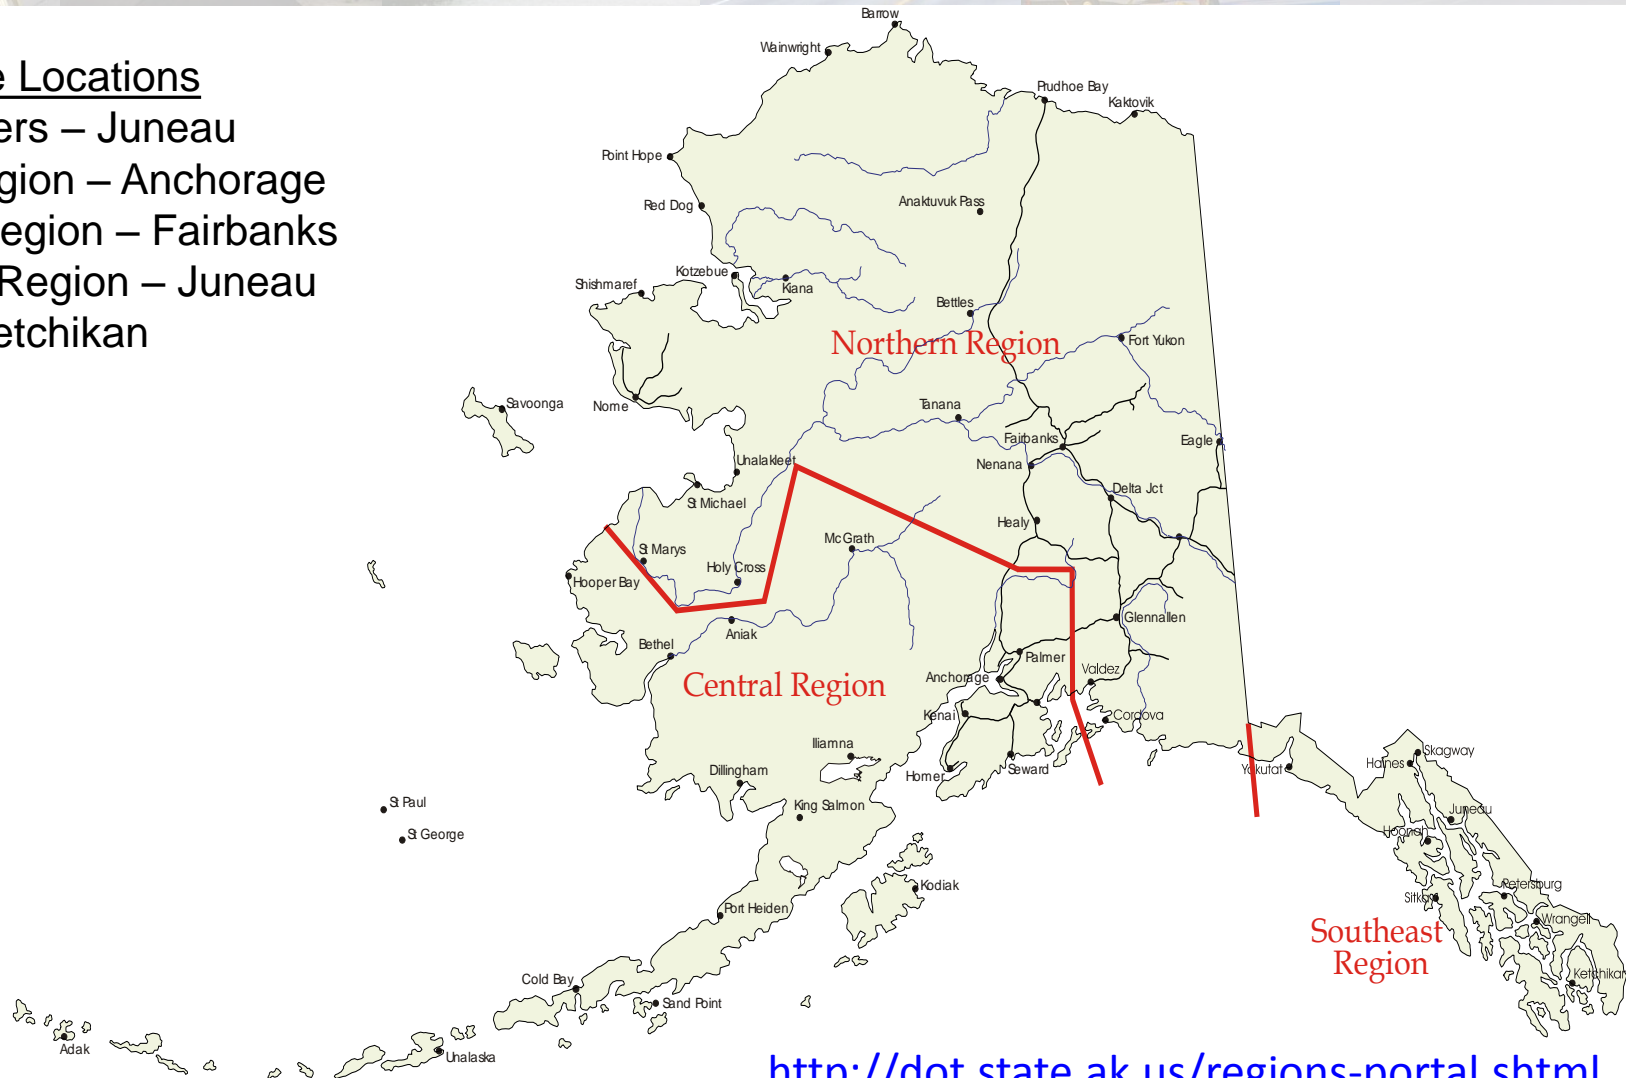 e Locations
ers – Juneau
gion – Anchorage
egion – Fairbanks
Region – Juneau
etchikan
Barrow
Wainwright
Prudhoe Bay
Kaktovik
Point Hope
Anaktuvuk Pass
Red Dog
Kotzebue
Kiana
Shishmaref
Bettles
Northern Region
Fort Yukon
Savoonga
Nome
Tanana
Fairbanks
Eagle
Nenana
Unalakleet
Delta Jct
St Michael
Healy
McGrath
St Marys
Holy Cross
Hooper Bay
Glennallen
Aniak
Bethel
Palmer
Valdez
Anchorage
Central Region
Kenai
Cordova
Iliamna
Skagway
Haines
Yakutat
Dillingham
Homer
Seward
St Paul
King Salmon
Juneau
St George
Hoonah
Kodiak
Petersburg
Sitka
Port Heiden
Wrangell
Southeast
Region
Ketchikan
Cold Bay
Sand Point
Adak
Unalaska
http://dot.state.ak.us/regions-portal.shtml